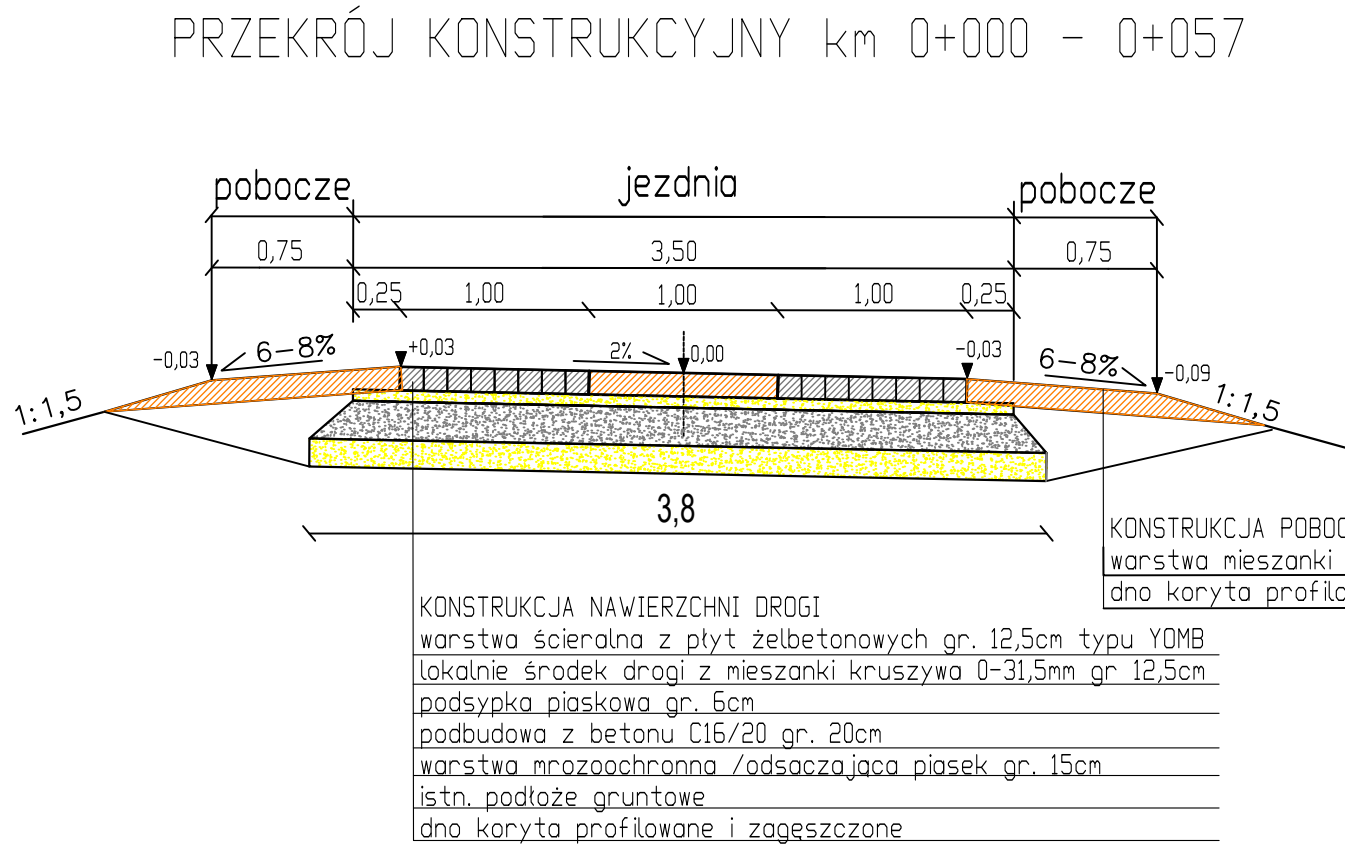 PRZEKRÓJ KONSTRUKCYJNY km 0+000 - 0+057
pobocze jezdnia pobocze
0,75 3,50 0,75
0,25 1,00 1,00 1,00 0,25
-0,03 6-8% +0,03 2% 0,00 -0,03 6-8% -0,09
1:1,5 1:1,5
3,8
KONSTRUKCJA
warstwa mieszanki
dno koryta
KONSTRUKCJA NAWIERZCHNI DROGI
warstwa ścieralna z płyt żelbetonowych gr. 12,5cm typu YOMB
lokalnie środek drogi z mieszanki kruszywa 0-31,5mm gr 12,5cm
podsypka piaskowa gr. 6cm
podbudowa z betonu C16/20 gr. 20cm
warstwa mrozoochronna /odsaczająca piasek gr. 15cm
istn. podłoże gruntowe
dno koryta profilowane i zagęszczone